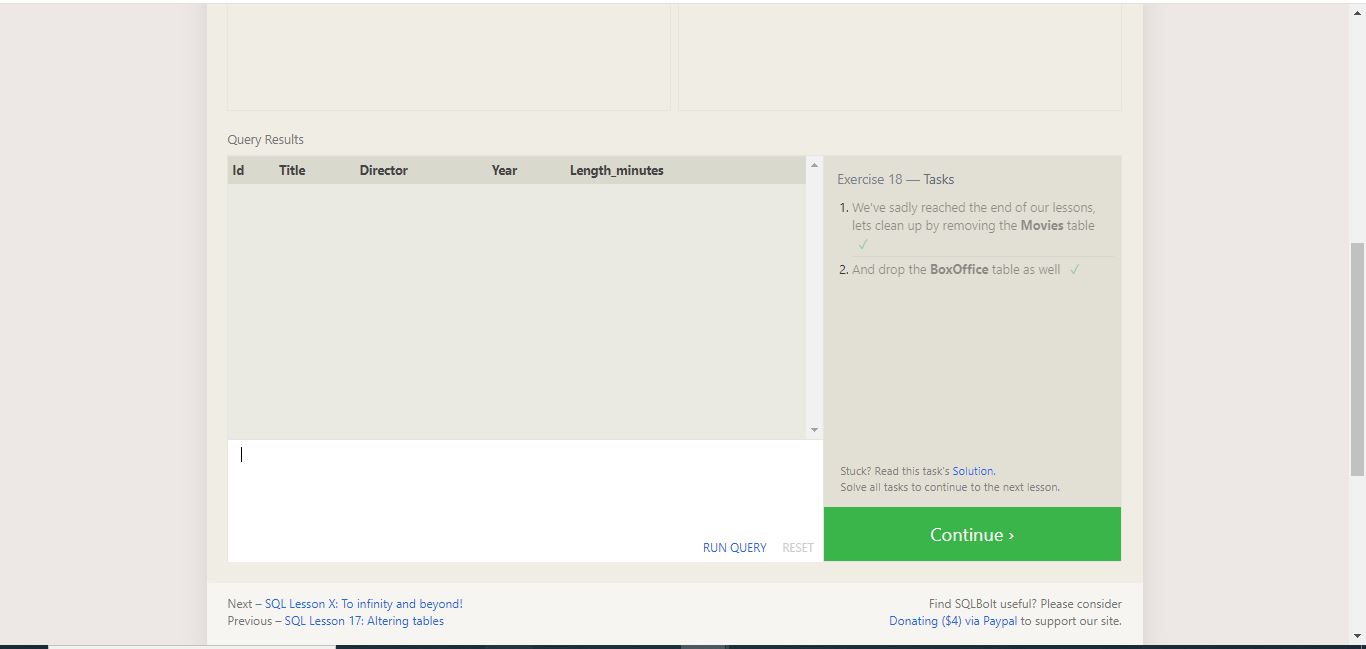 Query Results
Id Title Director Year Length_minutes
Exercise 18 — Tasks
1. We've sadly reached the end of our lessons,
lets clean up by removing the Movies table
✓
2. And drop the BoxOffice table as well ✓
Stuck? Read this task's Solution.
Solve all tasks to continue to the next lesson.
RUN QUERY RESET
Continue ›
Next – SQL Lesson X: To infinity and beyond!
Previous – SQL Lesson 17: Altering tables
Find SQLBolt useful? Please consider
Donating ($4) via Paypal to support our site.